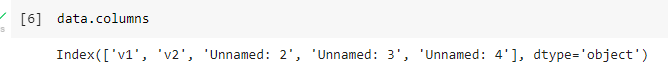 [6] data.columns
Index(['v1', 'v2', 'Unnamed: 2', 'Unnamed: 3', 'Unnamed: 4'], dtype='object')